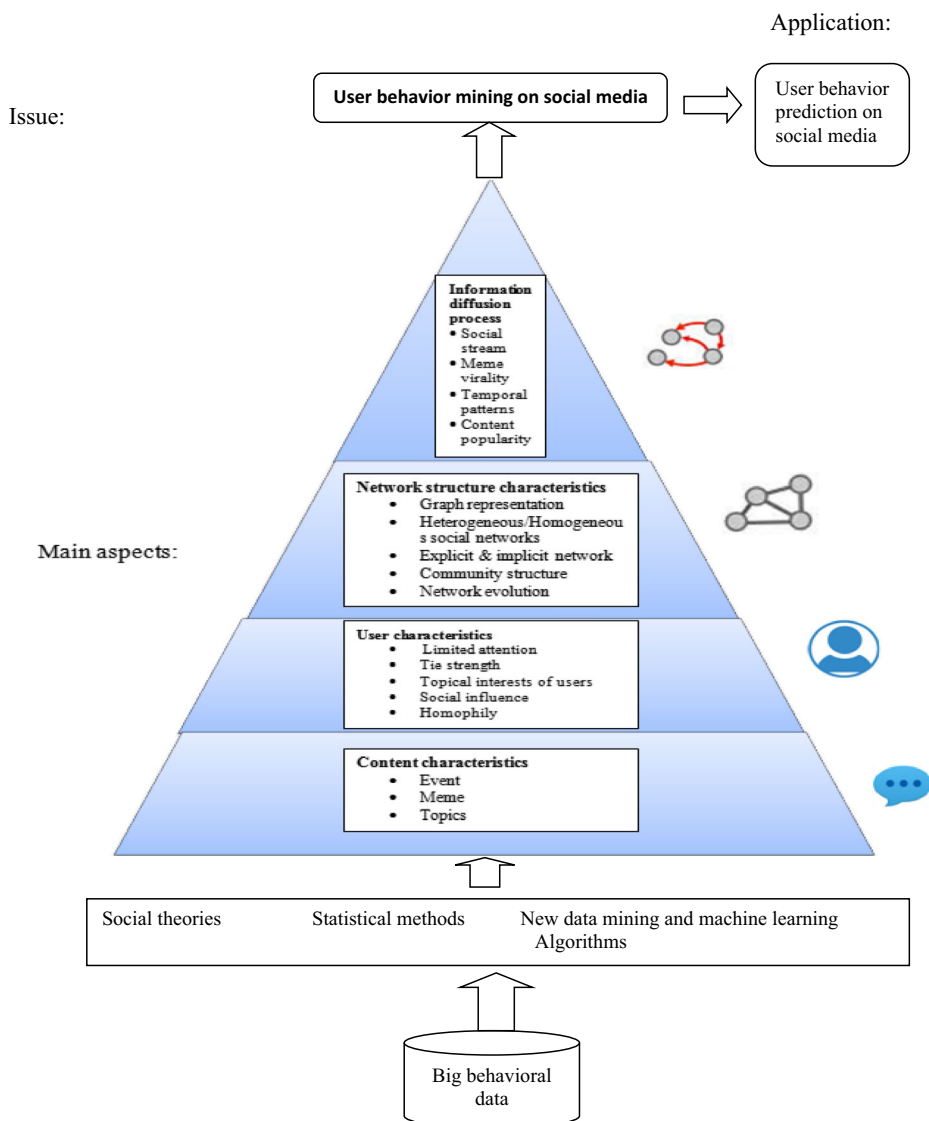 Application:
User behavior mining on social media
User behavior
prediction on
social media
Issue:
Information
diffusion
process
• Social
stream
• Meme
virality
• Temporal
patterns
• Content
popularity
Network structure characteristics
• Graph representation
• Heterogeneous/Homogeneou
s social networks
• Explicit & implicit network
• Community structure
• Network evolution
Main aspects:
User characteristics
• Limited attention
• Tie strength
• Topical interests of users
• Social influence
• Homophily
Content characteristics
• Event
• Meme
• Topics
Social theories Statistical methods New data mining and machine learning
Algorithms
Big behavioral
data